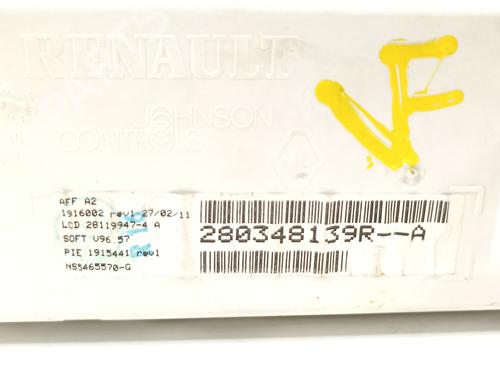 RENAULT
VF
JOHNSON
CONTROLS
AFF A2
1916002 rev1 27/02/11
LCD 28119947-4 A
SOFT V96.57
PIE 1915441 rev1
NS5465570-G
280348139R--A